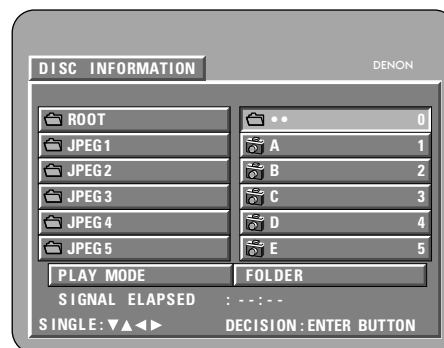 DISC INFORMATION
DENON
ROOT
JPEG1
JPEG2
JPEG3
JPEG4
JPEG5
•• 0
A 1
B 2
C 3
D 4
E 5
PLAY MODE FOLDER
SIGNAL ELAPSED : --:--
SINGLE:▼▲◄► DECISION:ENTER BUTTON